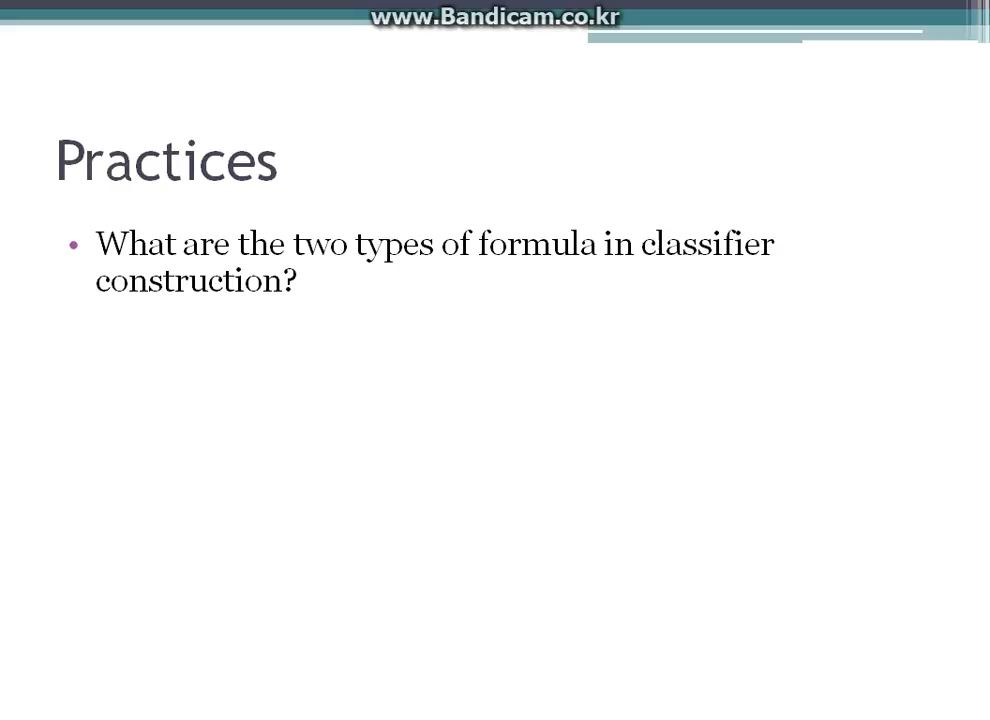 www.Bandicam.co.kr
Practices
• What are the two types of formula in classifier
construction?